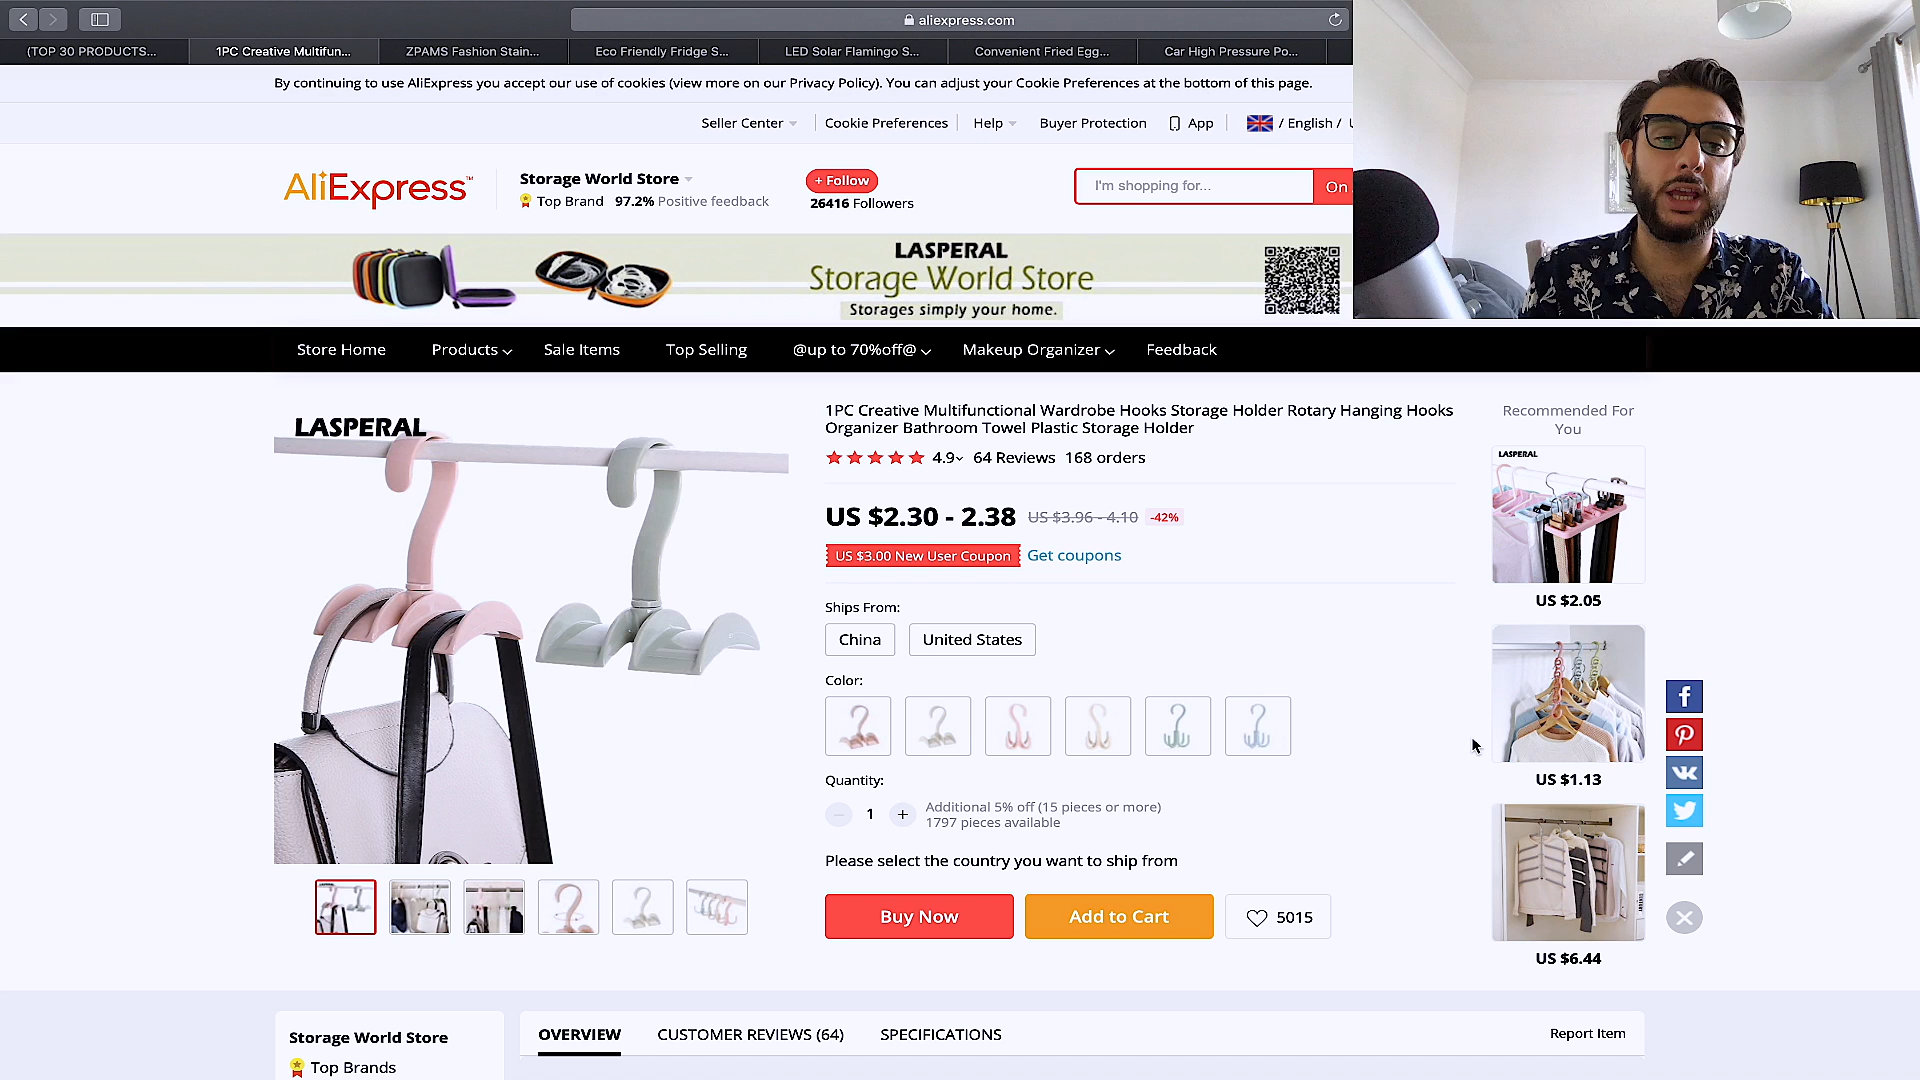 aliexpress.com
(TOP 30 PRODUCTS...
1PC Creative Multifun...
ZPAMS Fashion Stain...
Eco Friendly Fridge S...
LED Solar Flamingo S...
Convenient Fried Egg...
Car High Pressure Po...
By continuing to use AliExpress you accept our use of cookies (view more on our Privacy Policy). You can adjust your Cookie Preferences at the bottom of this page.
Seller Center
Cookie Preferences
Help
Buyer Protection
App
/ English /
AliExpress™
Storage World Store
Top Brand 97.2% Positive feedback
+ Follow
26416 Followers
I'm shopping for...
On
LASPERAL
Storage World Store
Storages simply your home.
Store Home
Products
Sale Items
Top Selling
@up to 70%off@
Makeup Organizer
Feedback
LASPERAL
1PC Creative Multifunctional Wardrobe Hooks Storage Holder Rotary Hanging Hooks
Organizer Bathroom Towel Plastic Storage Holder
4.9 64 Reviews 168 orders
US $2.30 - 2.38 US $3.96 - 4.10 -42%
US $3.00 New User Coupon Get coupons
Ships From:
China
United States
Color:
Quantity:
1
Additional 5% off (15 pieces or more)
1797 pieces available
Please select the country you want to ship from
Buy Now
Add to Cart
5015
Recommended For
You
LASPERAL
US $2.05
US $1.13
US $6.44
Storage World Store
Top Brands
OVERVIEW
CUSTOMER REVIEWS (64)
SPECIFICATIONS
Report Item